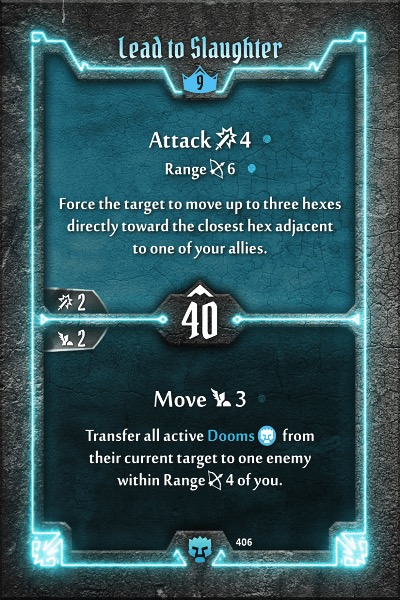 Lead to Slaughter
9
Attack 4
Range 6
Force the target to move up to three hexes
directly toward the closest hex adjacent
to one of your allies.
2
40
2
Move 3
Transfer all active Dooms from
their current target to one enemy
within Range 4 of you.
406